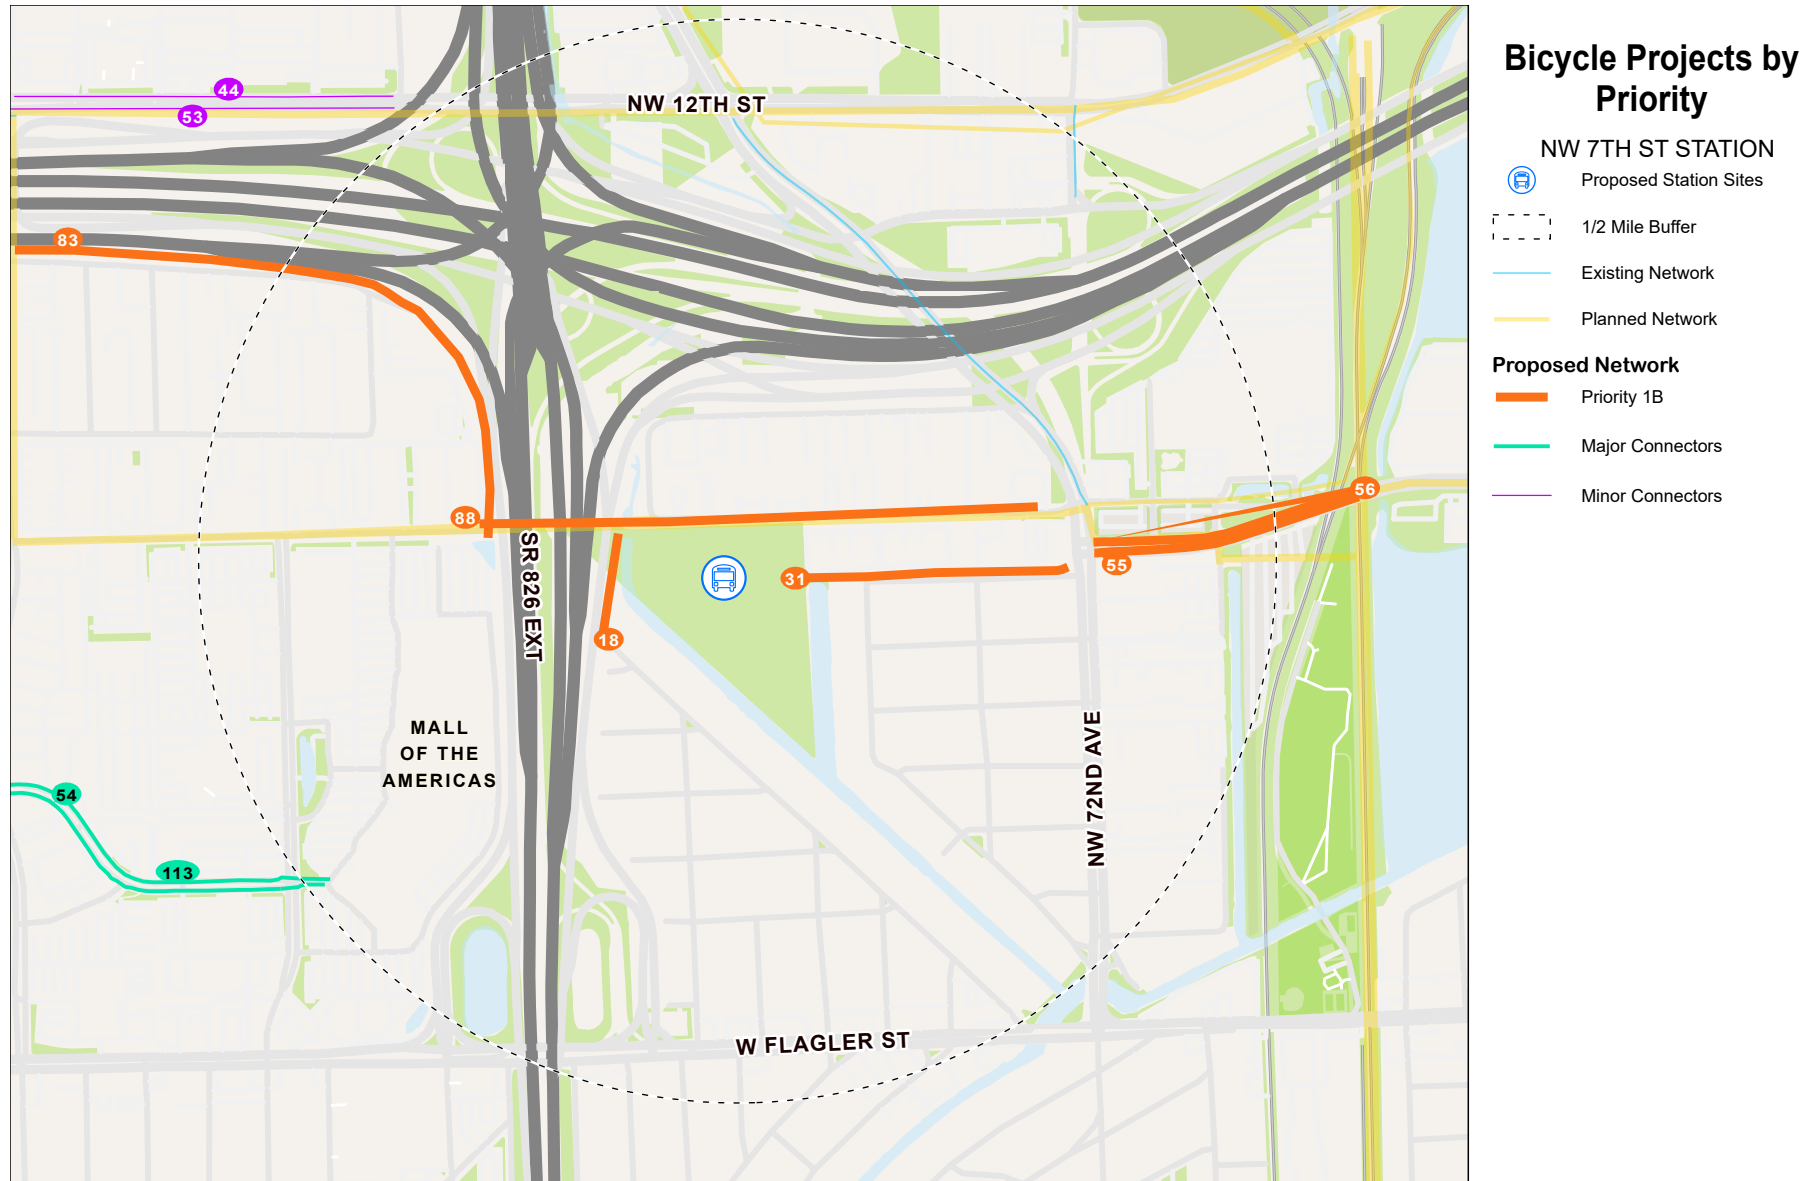 Bicycle Projects by
Priority
NW 7TH ST STATION
Proposed Station Sites
1/2 Mile Buffer
Existing Network
Planned Network
Proposed Network
Priority 1B
Major Connectors
Minor Connectors
44
53
NW 12TH ST
83
88
56
55
31
18
SR 826 EXT
MALL
OF THE
AMERICAS
NW 72ND AVE
54
113
W FLAGLER ST